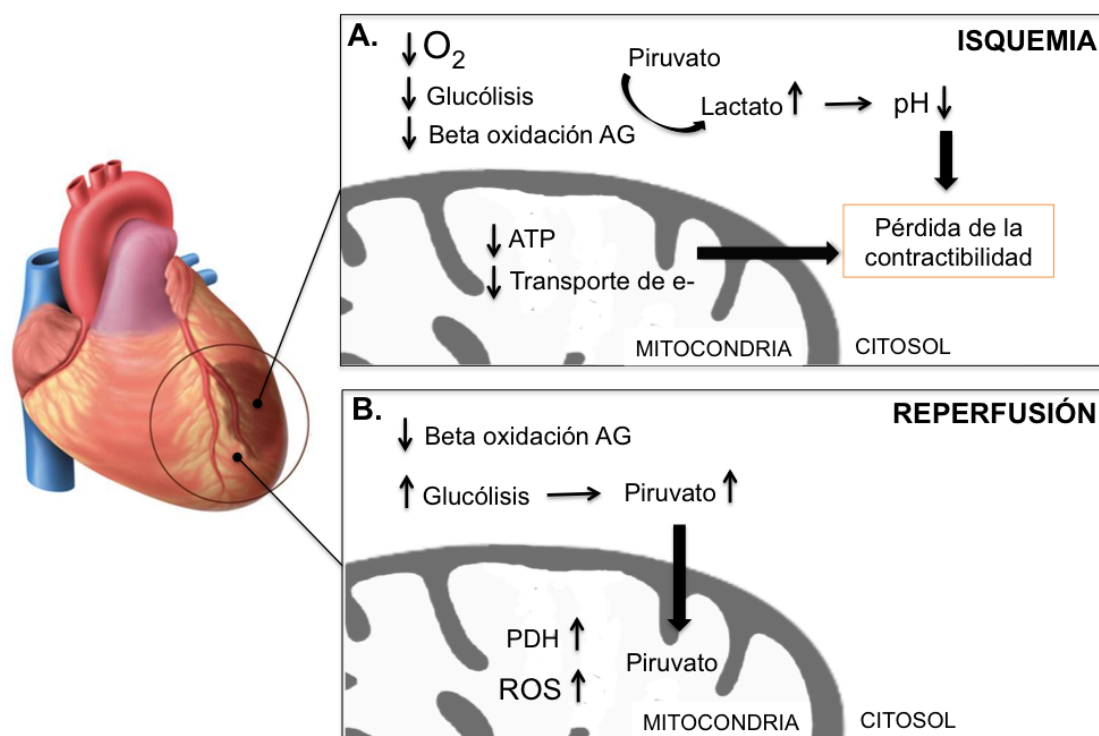 A.
ISQUEMIA
↓ O₂
↓ Glucólisis
↓ Beta oxidación AG
Piruvato
Lactato ↑ → pH ↓
Pérdida de la
contractibilidad
↓ ATP
↓ Transporte de e-
MITOCONDRIA
CITOSOL
B.
REPERFUSIÓN
↓ Beta oxidación AG
↑ Glucólisis → Piruvato ↑
PDH ↑
ROS ↑
Piruvato
MITOCONDRIA
CITOSOL